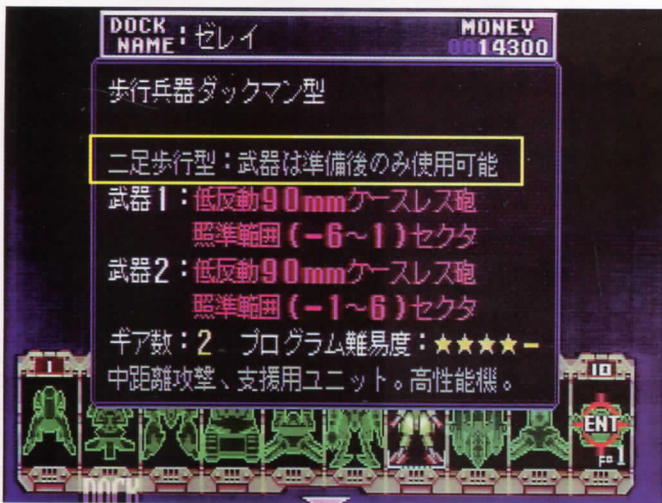 DOCK NAME:ゼレイ
MONEY 0014300
歩行兵器ダックマン型
二足歩行型:武器は準備後のみ使用可能
武器1:低反動90mmケースレス砲
照準範囲(-6~1)セクタ
武器2:低反動90mmケースレス砲
照準範囲(-1~6)セクタ
ギア数:2 プログラム難易度:★★★★-
中距離攻撃、支援用ユニット。高性能機。
1
10
ENT
DOCK